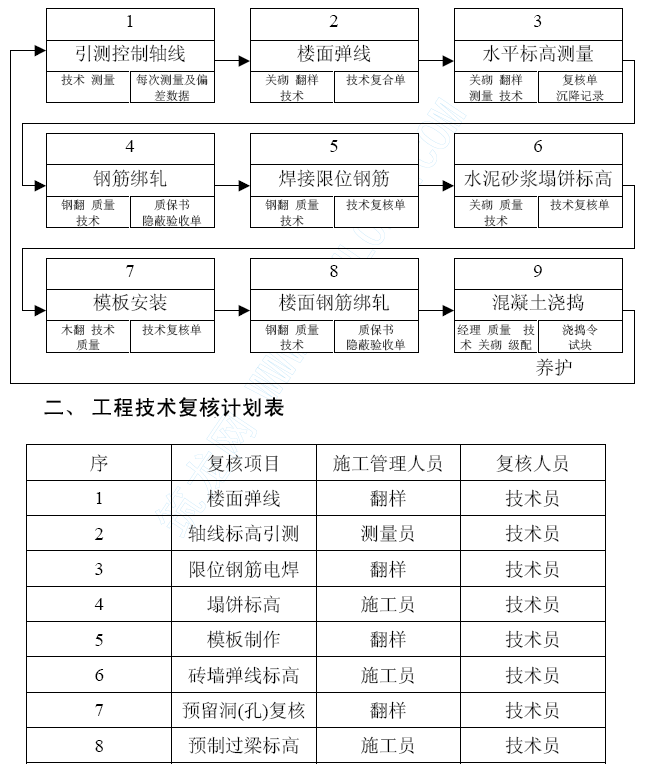 1
引测控制轴线
技术 测量
每次测量及偏
差数据
2
楼面弹线
关砌 翻样
技术
技术复合单
3
水平标高测量
关砌 翻样
测量 技术
复核单
沉降记录
4
钢筋绑轧
钢翻 质量
技术
质保书
隐蔽验收单
5
焊接限位钢筋
钢翻 质量
技术
技术复核单
6
水泥砂浆塌饼标高
关砌 质量
技术
技术复核单
7
模板安装
木翻 技术
质量
技术复核单
8
楼面钢筋绑轧
钢翻 质量
技术
质保书
隐蔽验收单
9
混凝土浇捣
经理 质量 技
术 关砌 级配
浇捣令
试块
养护
二、 工程技术复核计划表
序 复核项目 施工管理人员 复核人员
1 楼面弹线 翻样 技术员
2 轴线标高引测 测量员 技术员
3 限位钢筋电焊 翻样 技术员
4 塌饼标高 施工员 技术员
5 模板制作 翻样 技术员
6 砖墙弹线标高 施工员 技术员
7 预留洞(孔)复核 翻样 技术员
8 预制过梁标高 施工员 技术员